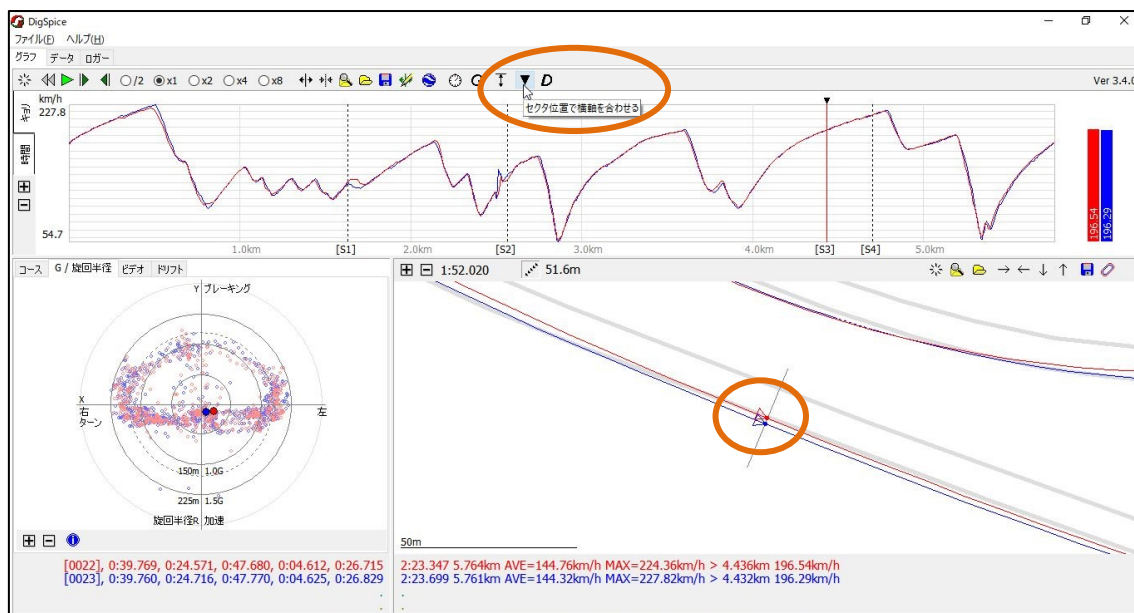 DigSpice
ファイル(F) ヘルプ(H)
グラフ データ ロガー
/2 x1 x2 x4 x8 G D Ver 3.4.0
セクタ位置で横軸を合わせる
km/h
227.8
キョリ
時間
54.7
1.0km [S1] 2.0km [S2] 3.0km 4.0km [S3] [S4] 5.0km
196.54
196.29
コース G / 旋回半径 ビデオ ドリフト
1:52.020 51.6m
Y ブレーキング
X
右
ターン
左
150m 1.0G
225m 1.5G
旋回半径R 加速
50m
[0022], 0:39.769, 0:24.571, 0:47.680, 0:04.612, 0:26.715
[0023], 0:39.760, 0:24.716, 0:47.770, 0:04.625, 0:26.829
2:23.347 5.764km AVE=144.76km/h MAX=224.36km/h > 4.436km 196.54km/h
2:23.699 5.761km AVE=144.32km/h MAX=227.82km/h > 4.432km 196.29km/h